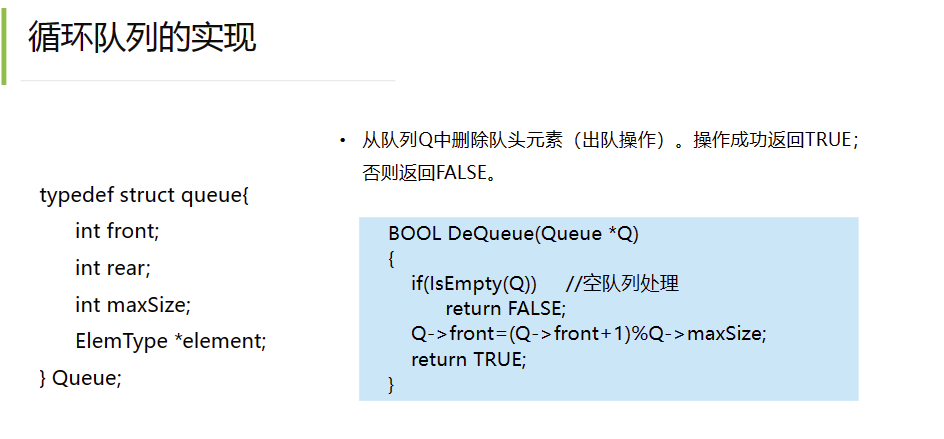 循环队列的实现
• 从队列Q中删除队头元素（出队操作）。操作成功返回TRUE；
否则返回FALSE。
typedef struct queue{
int front;
int rear;
int maxSize;
ElemType *element;
} Queue;
BOOL DeQueue(Queue *Q)
{
if(IsEmpty(Q)) //空队列处理
return FALSE;
Q->front=(Q->front+1)%Q->maxSize;
return TRUE;
}